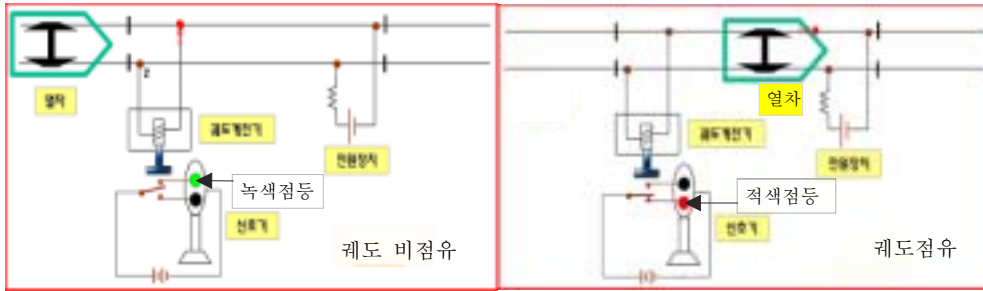 열차
궤도계전기
전원장치
녹색점등
신호기
궤도 비점유
열차
궤도계전기
전원장치
적색점등
신호기
궤도점유